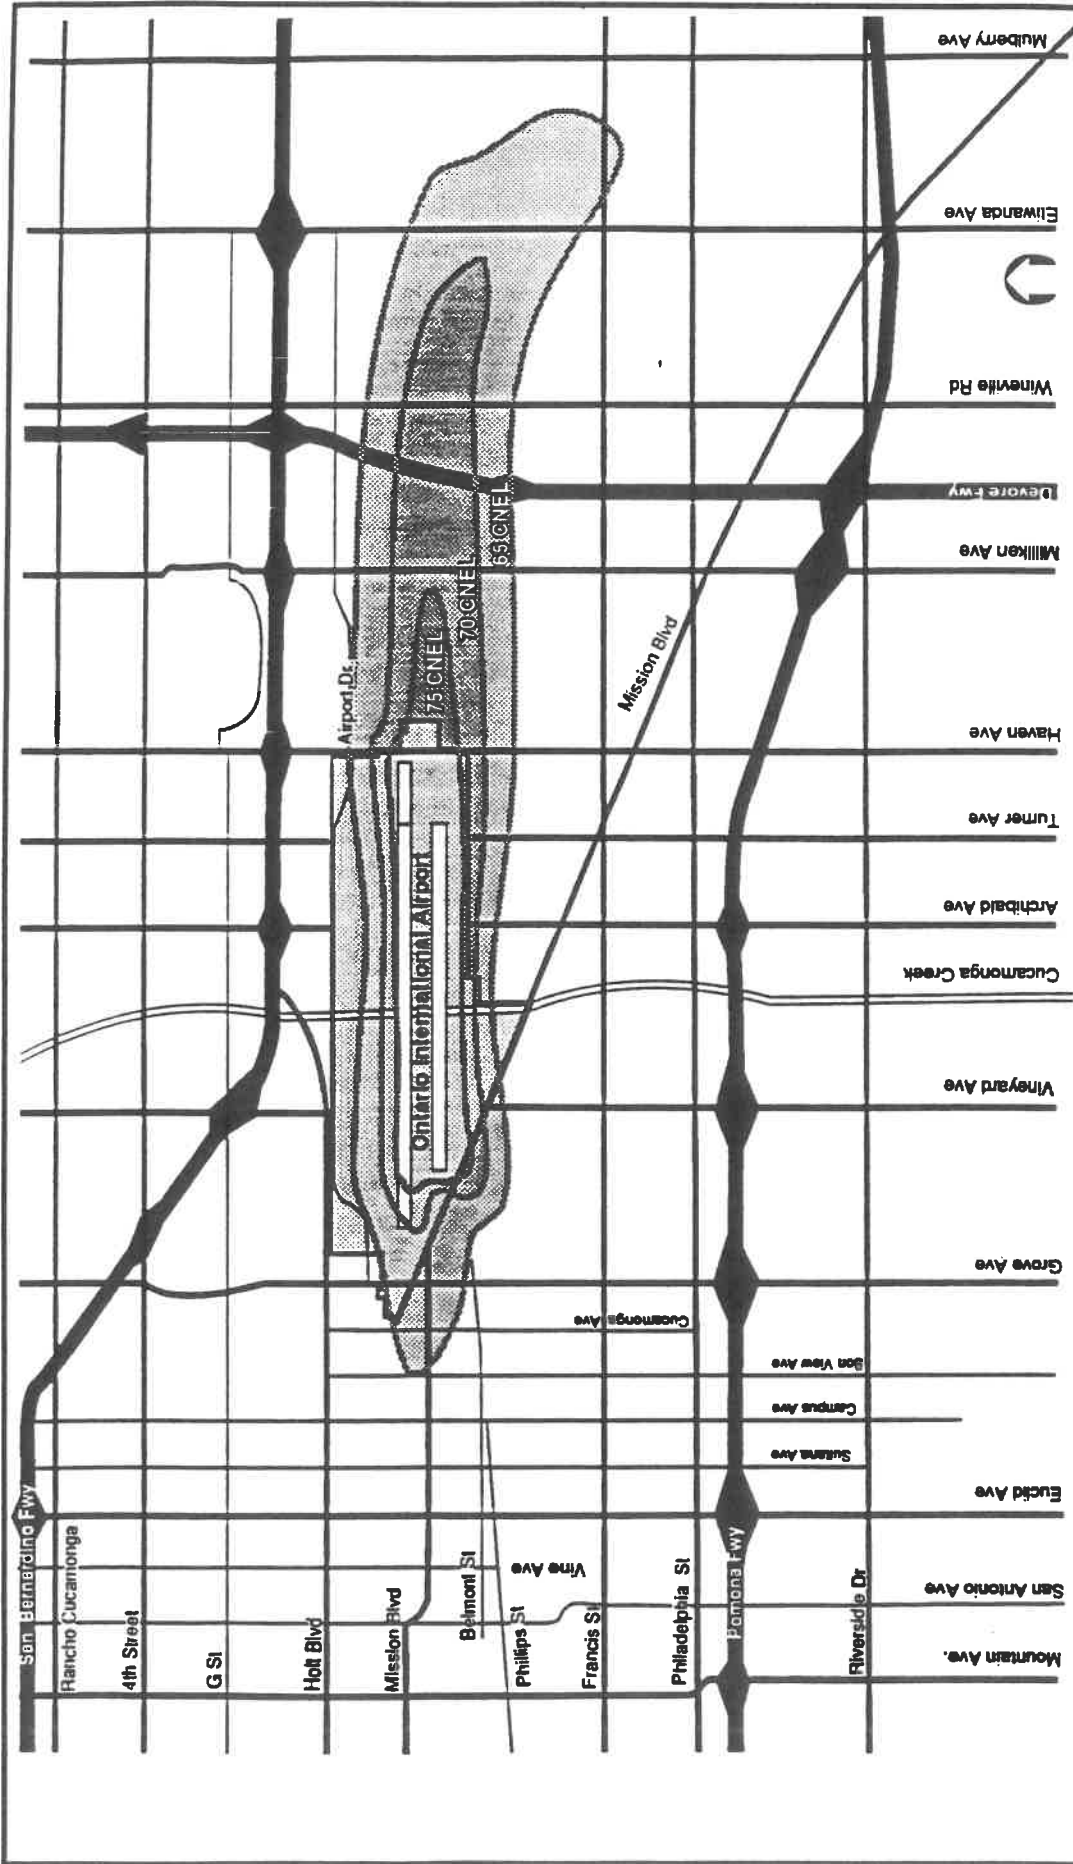 Mulberry Ave
Etiwanda Ave
Wineville Rd
Devore Fwy
Milliken Ave
Haven Ave
Turner Ave
Archibald Ave
Cucamonga Creek
Vineyard Ave
Grove Ave
Cucamonga Ave
Bon View Ave
Campus Ave
Sultana Ave
Euclid Ave
Vine Ave
San Antonio Ave
Mountain Ave.
San Bernardino Fwy
Rancho Cucamonga
4th Street
G St
Holt Blvd
Mission Blvd
Belmont St
Phillips St
Francis St
Philadelphia St
Pomona Fwy
Riverside Dr
Airport Dr.
Ontario International Airport
75 CNEL
70 CNEL
65 CNEL
Mission Blvd